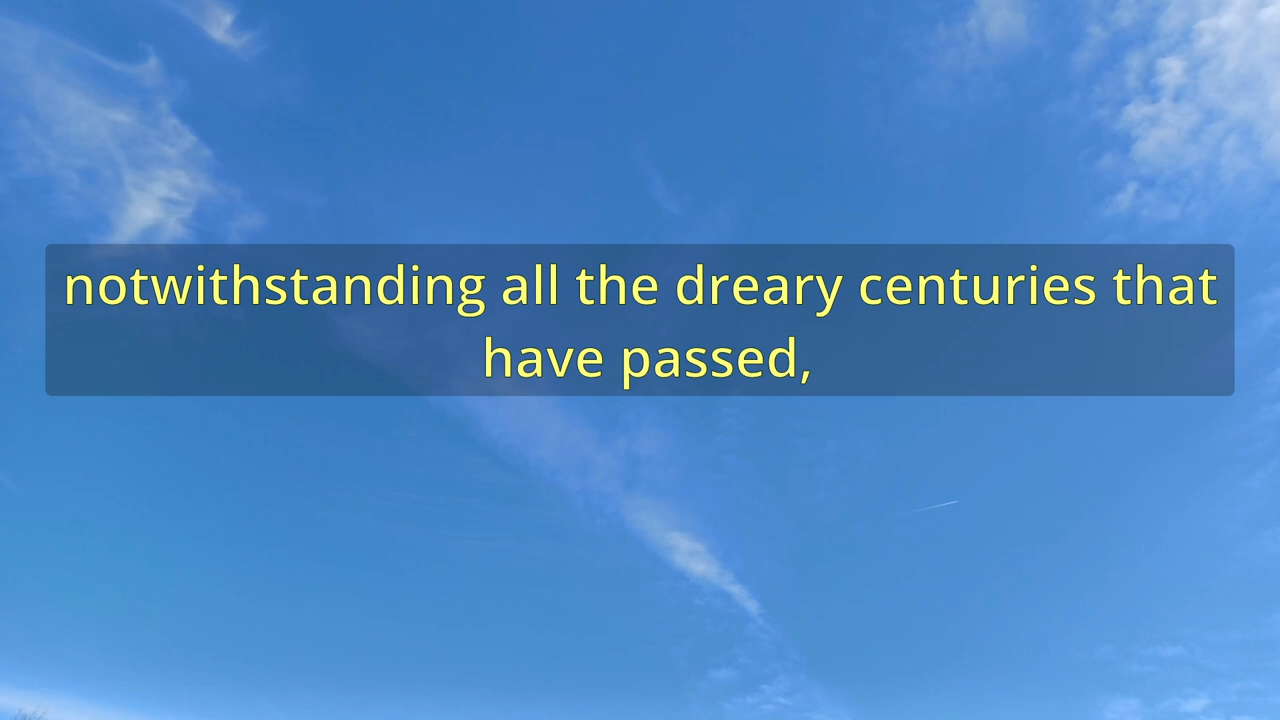 notwithstanding all the dreary centuries that
have passed,